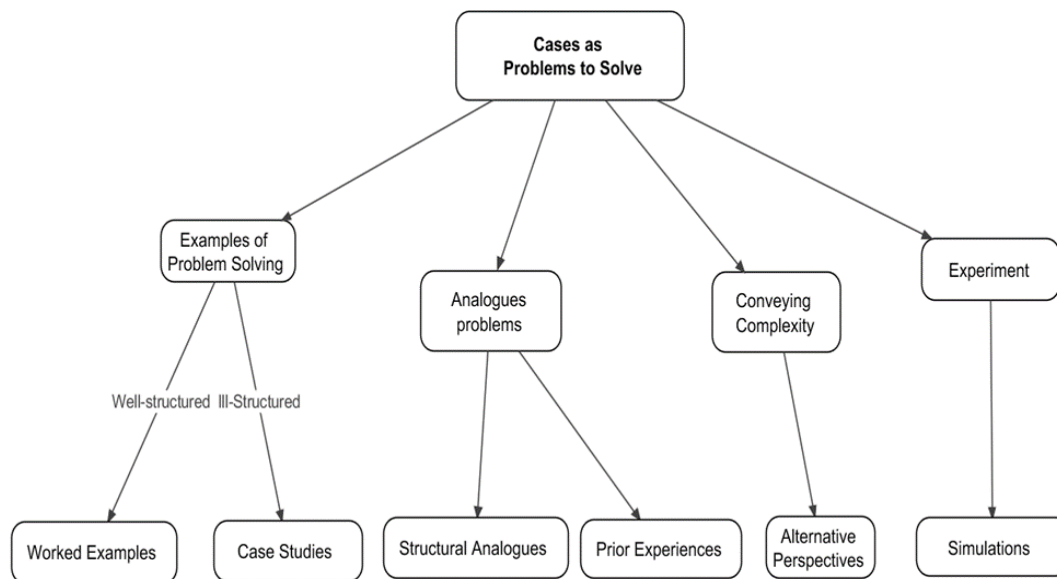 Cases as
Problems to Solve
Examples of
Problem Solving
Experiment
Analogues
problems
Conveying
Complexity
Well-structured
Ill-Structured
Worked Examples
Case Studies
Structural Analogues
Prior Experiences
Alternative
Perspectives
Simulations